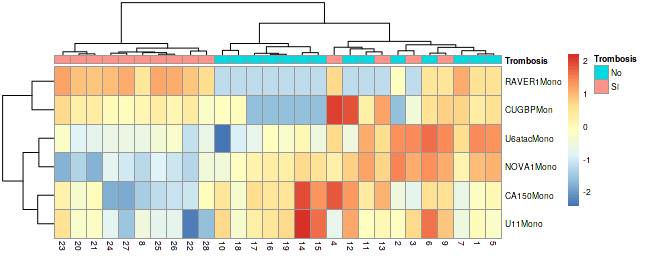 Trombosis
RAVER1Mono
CUGBPMon
U6atacMono
NOVA1Mono
CA150Mono
U11Mono
23 20 21 24 27 8 25 26 22 28 10 18 17 16 19 14 15 4 12 11 13 2 3 6 9 7 1 5
2
1
0
-1
-2
Trombosis
No
SI